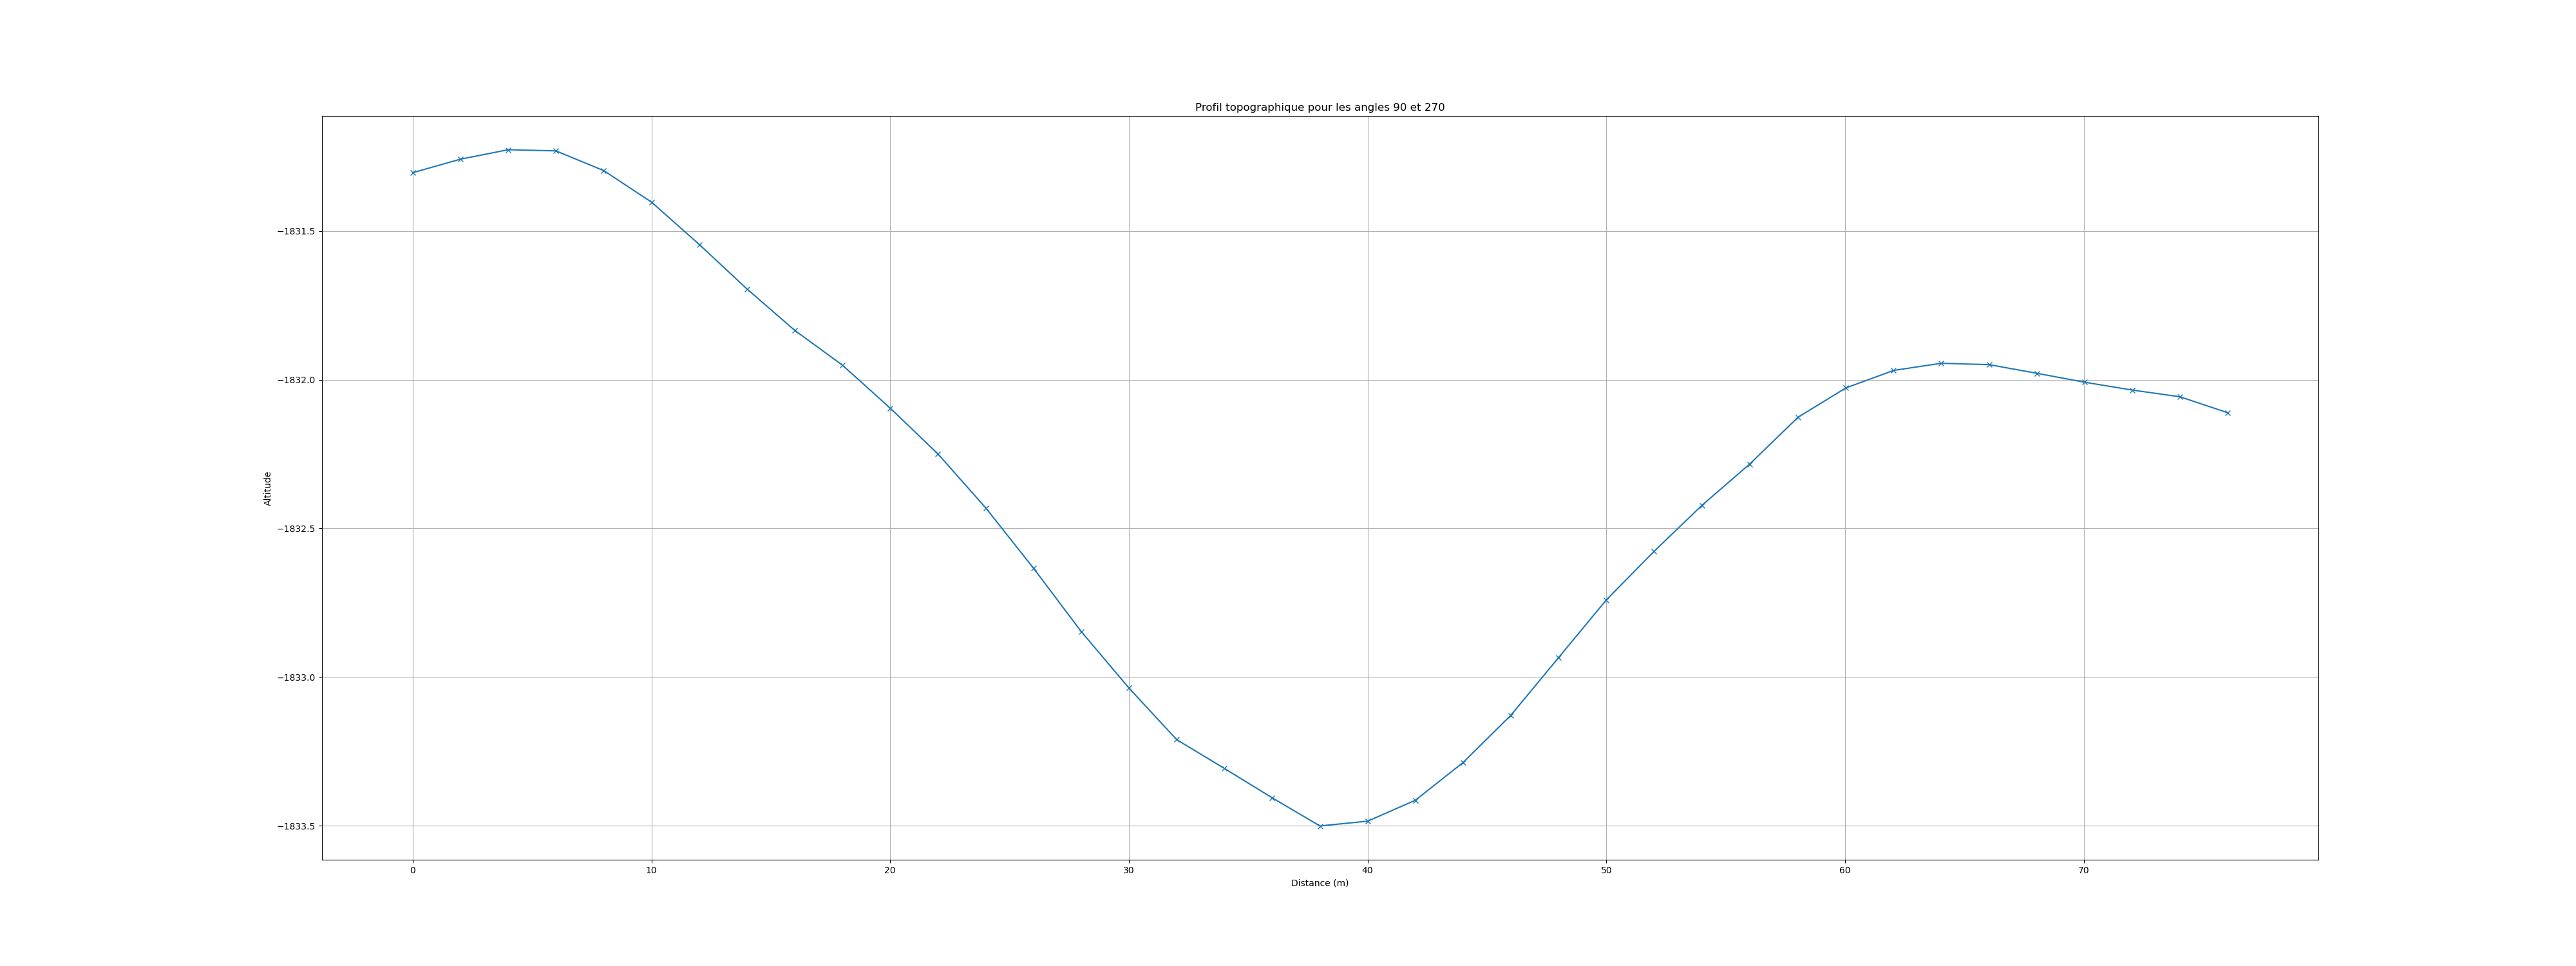 Profil topographique pour les angles 90 et 270
Altitude
−1831.5
−1832.0
−1832.5
−1833.0
−1833.5
0 10 20 30 40 50 60 70
Distance (m)